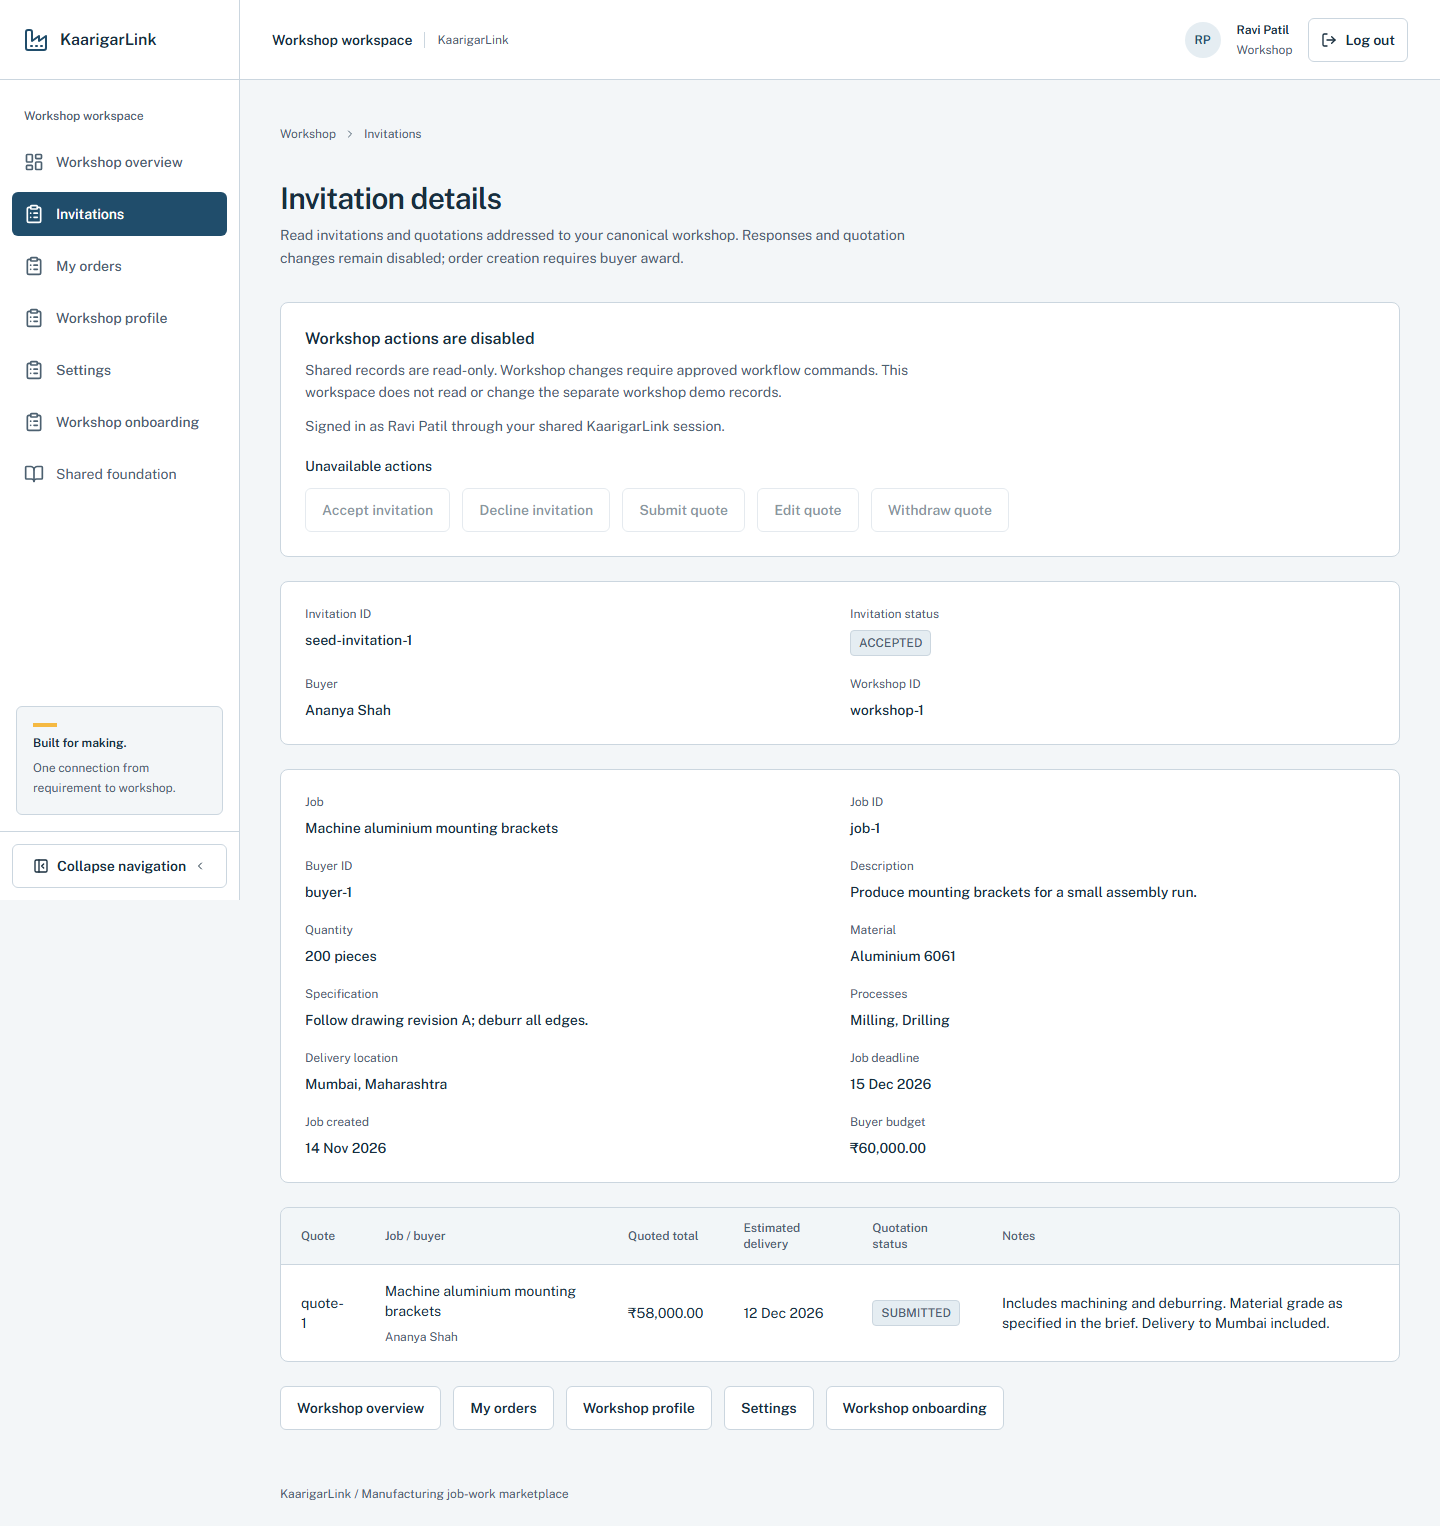 KaarigarLink
Workshop workspace
KaarigarLink
RP
Ravi Patil
Workshop
Log out
Workshop workspace
Workshop overview
Invitations
My orders
Workshop profile
Settings
Workshop onboarding
Shared foundation
Built for making.
One connection from
requirement to workshop.
Collapse navigation
Workshop
Invitations
Invitation details
Read invitations and quotations addressed to your canonical workshop. Responses and quotation
changes remain disabled; order creation requires buyer award.
Workshop actions are disabled
Shared records are read-only. Workshop changes require approved workflow commands. This
workspace does not read or change the separate workshop demo records.
Signed in as Ravi Patil through your shared KaarigarLink session.
Unavailable actions
Accept invitation
Decline invitation
Submit quote
Edit quote
Withdraw quote
Invitation ID
seed-invitation-1
Invitation status
ACCEPTED
Buyer
Ananya Shah
Workshop ID
workshop-1
Job
Machine aluminium mounting brackets
Job ID
job-1
Buyer ID
buyer-1
Description
Produce mounting brackets for a small assembly run.
Quantity
200 pieces
Material
Aluminium 6061
Specification
Follow drawing revision A; deburr all edges.
Processes
Milling, Drilling
Delivery location
Mumbai, Maharashtra
Job deadline
15 Dec 2026
Job created
14 Nov 2026
Buyer budget
₹60,000.00
Quote
Job / buyer
Quoted total
Estimated
delivery
Quotation
status
Notes
quote-
1
Machine aluminium mounting
brackets
Ananya Shah
₹58,000.00
12 Dec 2026
SUBMITTED
Includes machining and deburring. Material grade as
specified in the brief. Delivery to Mumbai included.
Workshop overview
My orders
Workshop profile
Settings
Workshop onboarding
KaarigarLink / Manufacturing job-work marketplace